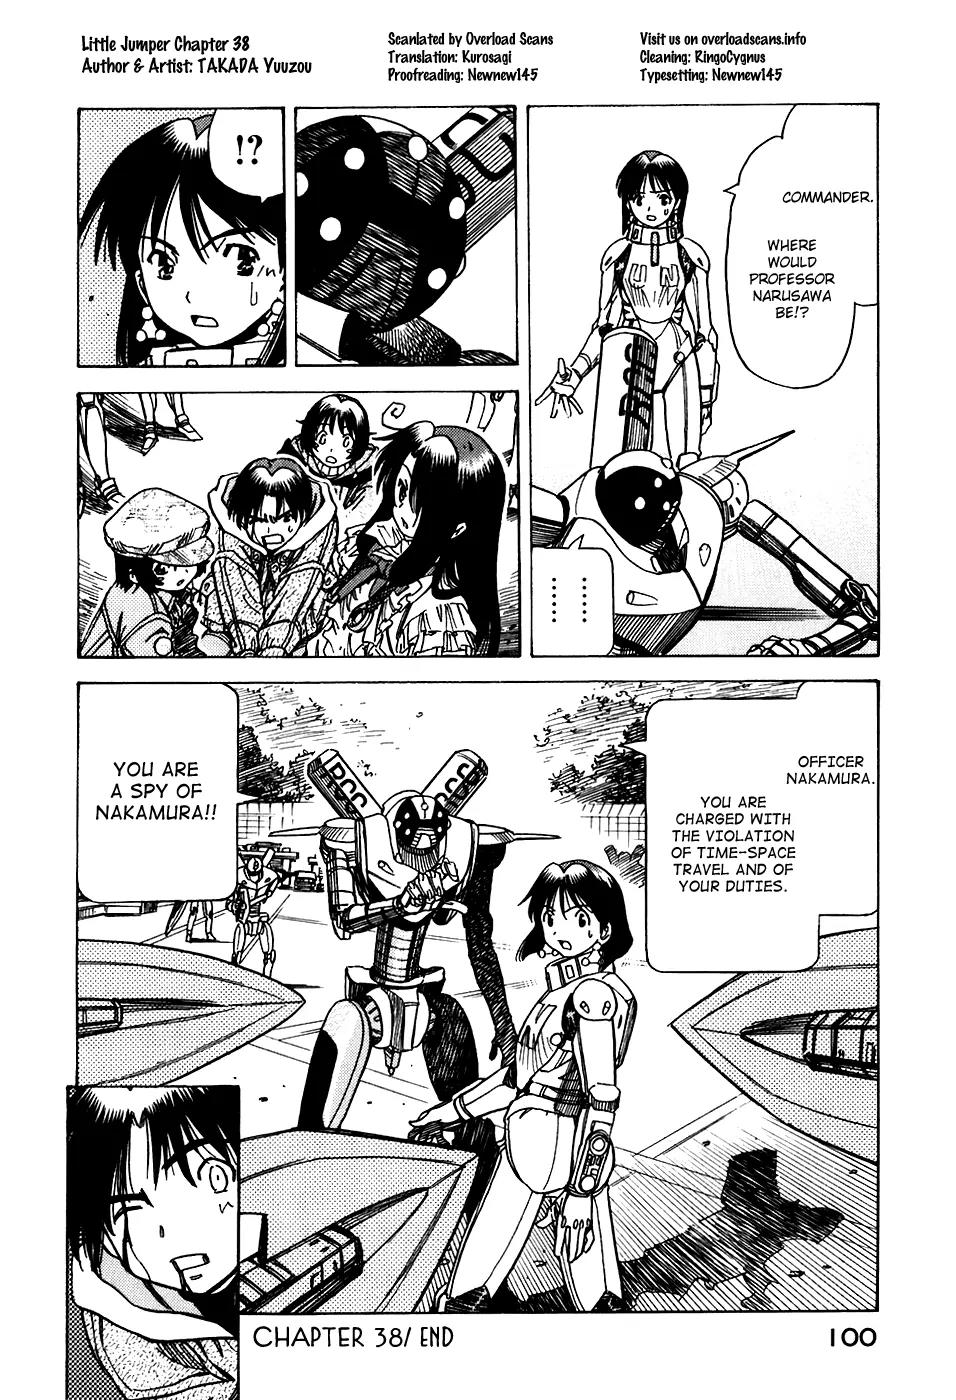 Little Jumper Chapter 38
Author & Artist: TAKADA Yuuzou
Scanlated by Overload Scans
Translation: Kurosagi
Proofreading: Newnew145
Visit us on overloadscans.info
Cleaning: RingoCygnus
Typesetting: Newnew145
COMMANDER.
WHERE
WOULD
PROFESSOR
NARUSAWA
BE!?
UN
!?
......
......
OFFICER
NAKAMURA.
YOU ARE
CHARGED WITH
THE VIOLATION
OF TIME-SPACE
TRAVEL AND OF
YOUR DUTIES.
YOU ARE
A SPY OF
NAKAMURA!!
CHAPTER 38/ END
100